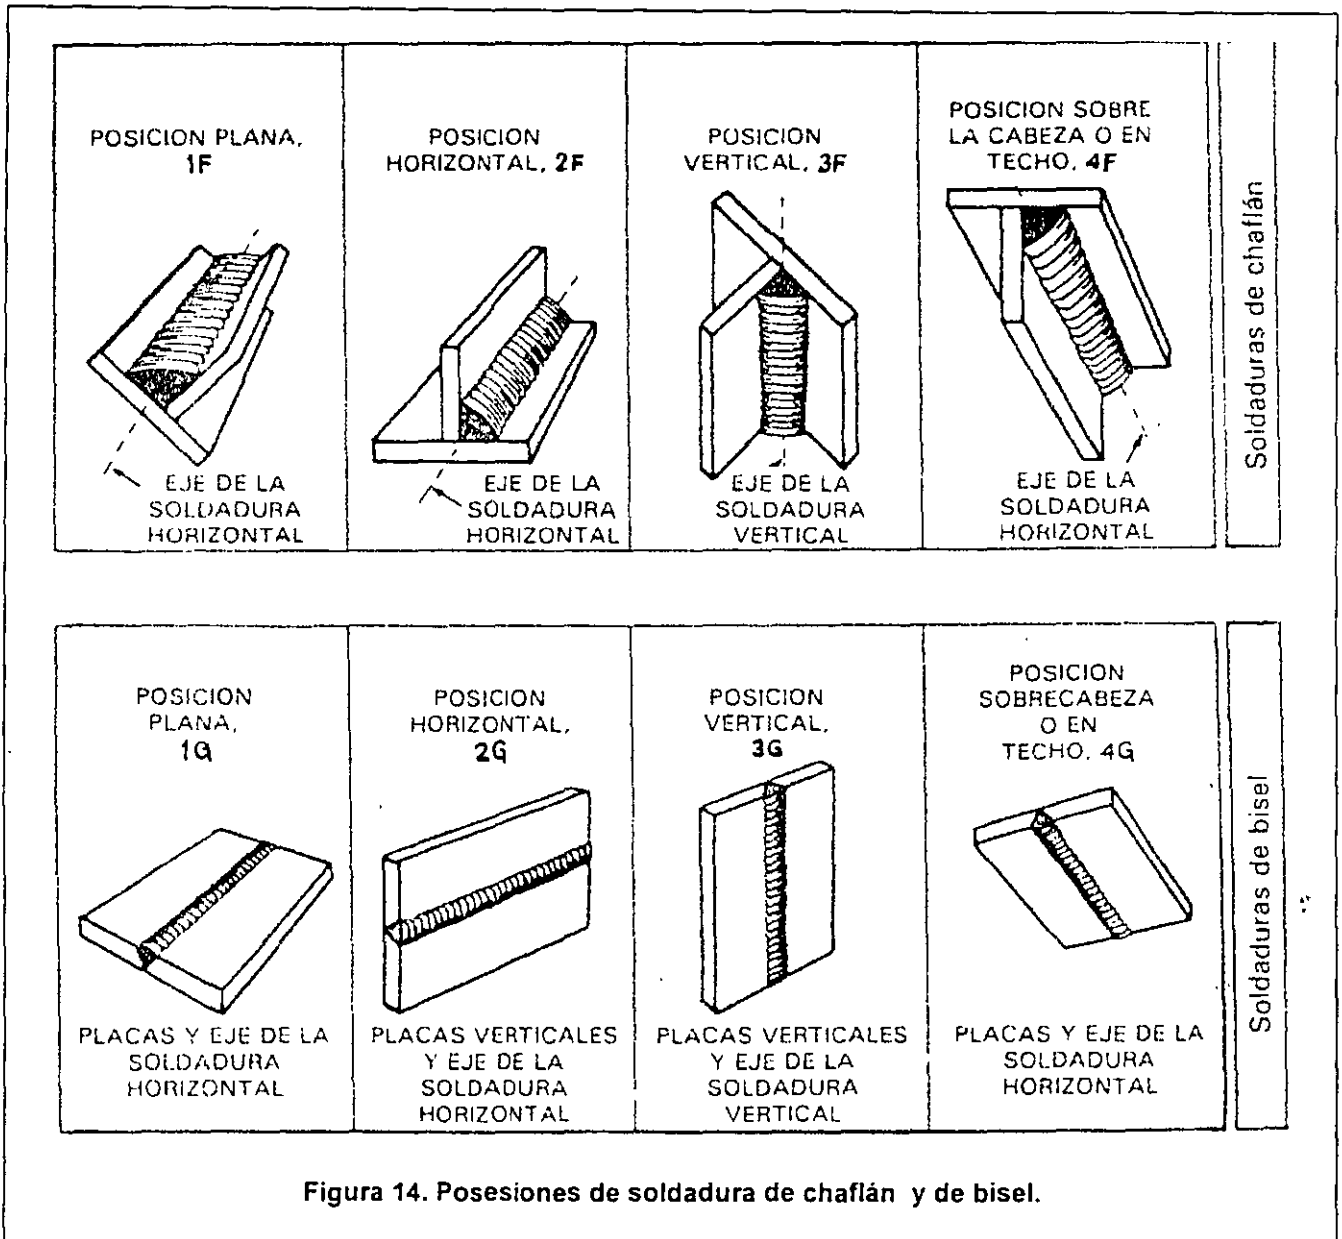 POSICION PLANA,
1F
EJE DE LA
SOLDADURA
HORIZONTAL
POSICION
HORIZONTAL, 2F
EJE DE LA
SOLDADURA
HORIZONTAL
POSICION
VERTICAL, 3F
EJE DE LA
SOLDADURA
VERTICAL
POSICION SOBRE
LA CABEZA O EN
TECHO. 4F
EJE DE LA
SOLDADURA
HORIZONTAL
Soldaduras de chaflán
POSICION
PLANA,
1G
PLACAS Y EJE DE LA
SOLDADURA
HORIZONTAL
POSICION
HORIZONTAL,
2G
PLACAS VERTICALES
Y EJE DE LA
SOLDADURA
HORIZONTAL
POSICION
VERTICAL,
3G
PLACAS VERTICALES
Y EJE DE LA
SOLDADURA
VERTICAL
POSICION
SOBRECABEZA
O EN
TECHO. 4G
PLACAS Y EJE DE LA
SOLDADURA
HORIZONTAL
Soldaduras de bisel
Figura 14. Posesiones de soldadura de chaflán y de bisel.